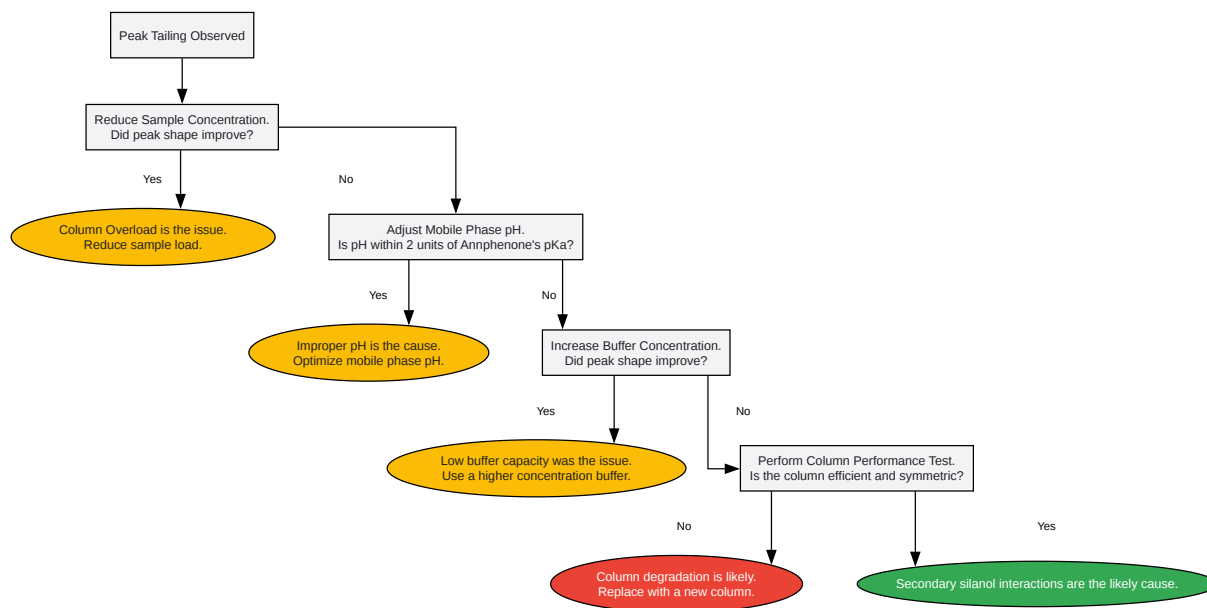 Peak Tailing Observed
Reduce Sample Concentration.
Did peak shape improve?
Yes
No
Column Overload is the issue.
Reduce sample load.
Adjust Mobile Phase pH.
Is pH within 2 units of Annphenone's pKa?
Yes
No
Improper pH is the cause.
Optimize mobile phase pH.
Increase Buffer Concentration.
Did peak shape improve?
Yes
No
Low buffer capacity was the issue.
Use a higher concentration buffer.
Perform Column Performance Test.
Is the column efficient and symmetric?
No
Yes
Column degradation is likely.
Replace with a new column.
Secondary silanol interactions are the likely cause.